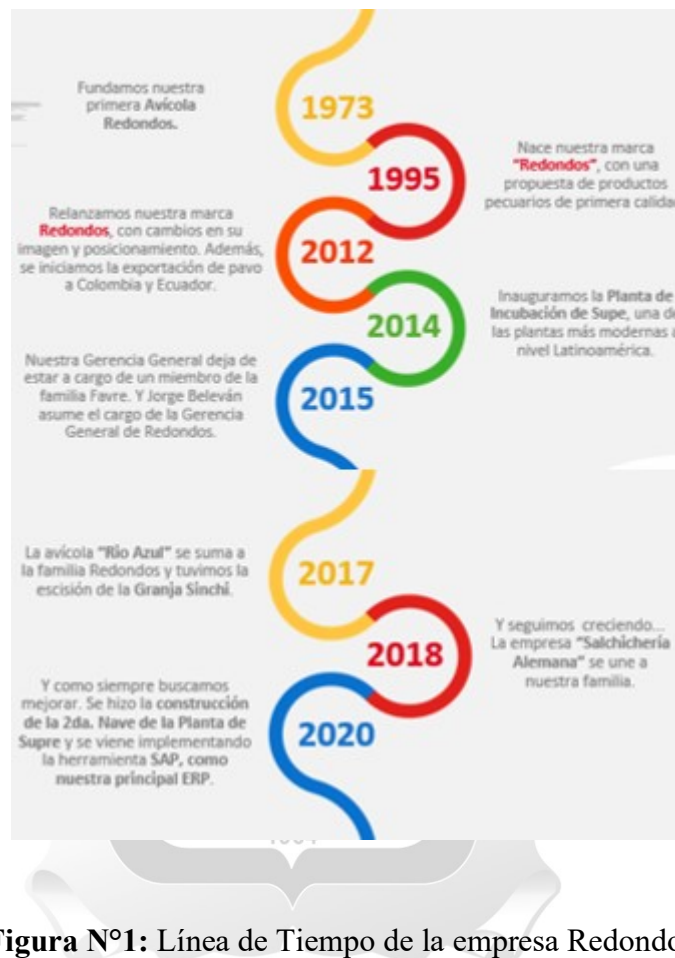 Fundamos nuestra
primera Avícola
Redondos.
1973
1995
Nace nuestra marca
"Redondos", con una
propuesta de productos
pecuarios de primera calida
Relanzamos nuestra marca
Redondos, con cambios en su
imagen y posicionamiento. Además,
se iniciamos la exportación de pavo
a Colombia y Ecuador.
2012
2014
Inauguramos la Planta de
Incubación de Supe, una de
las plantas más modernas a
nivel Latinoamérica.
Nuestra Gerencia General deja de
estar a cargo de un miembro de la
familia Favre. Y Jorge Beleván
asume el cargo de la Gerencia
General de Redondos.
2015
La avícola "Río Azul" se suma a
la familia Redondos y tuvimos la
escisión de la Granja Sinchi.
2017
2018
Y seguimos creciendo...
La empresa "Salchichería
Alemana" se une a
nuestra familia.
Y como siempre buscamos
mejorar. Se hizo la construcción
de la 2da. Nave de la Planta de
Supre y se viene implementando
la herramienta SAP, como
nuestra principal ERP.
2020
Figura N°1: Línea de Tiempo de la empresa Redondo